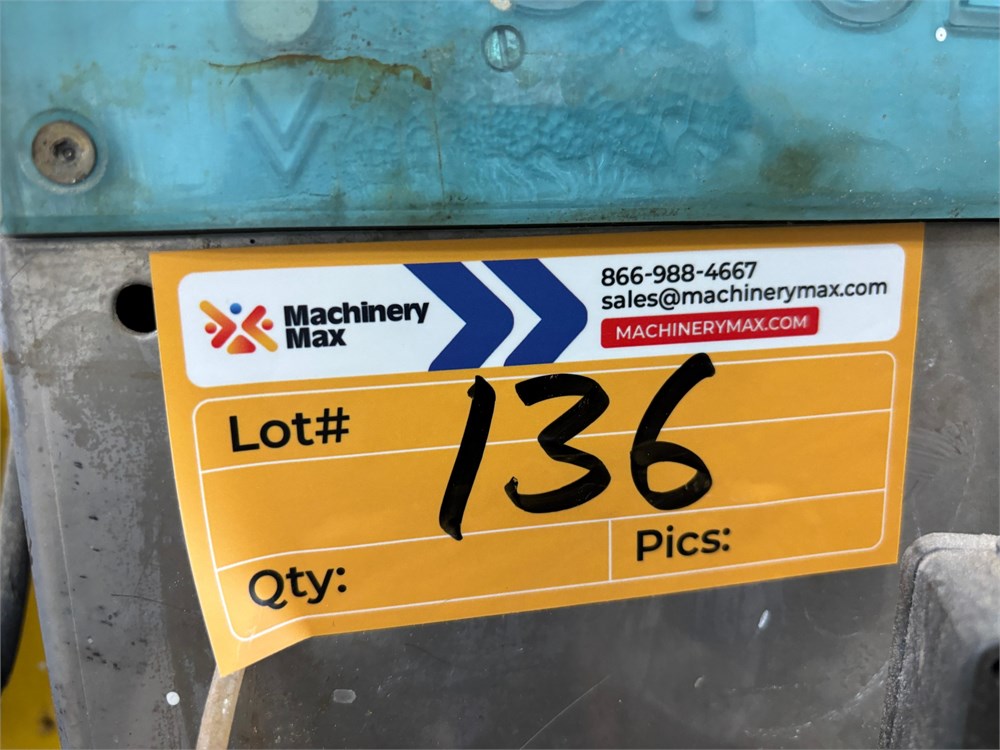 Machinery
Max
866-988-4667
sales@machinerymax.com
MACHINERYMAX.COM
Lot# 136
Qty:
Pics: